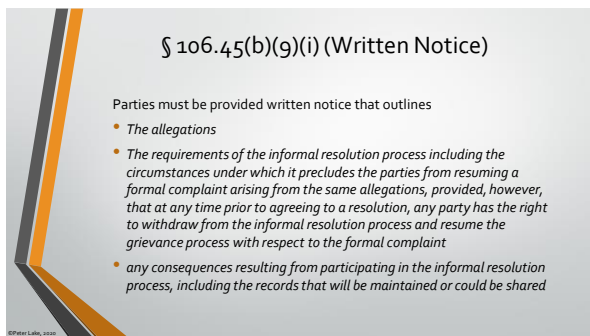 § 106.45(b)(9)(i) (Written Notice)
Parties must be provided written notice that outlines
• The allegations
• The requirements of the informal resolution process including the
circumstances under which it precludes the parties from resuming a
formal complaint arising from the same allegations, provided, however,
that at any time prior to agreeing to a resolution, any party has the right
to withdraw from the informal resolution process and resume the
grievance process with respect to the formal complaint
• any consequences resulting from participating in the informal resolution
process, including the records that will be maintained or could be shared
©Peter Lake, 2020